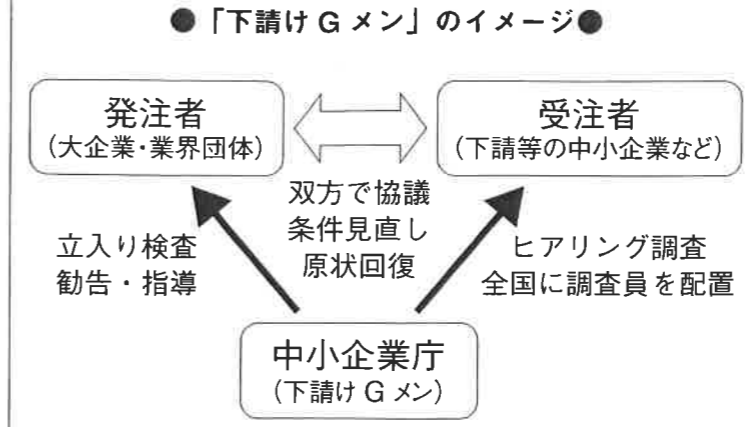 ●「下請けGメン」のイメージ●
発注者
(大企業・業界団体)
受注者
(下請等の中小企業など)
双方で協議
条件見直し
原状回復
立入り検査
勧告・指導
ヒアリング調査
全国に調査員を配置
中小企業庁
(下請けGメン)